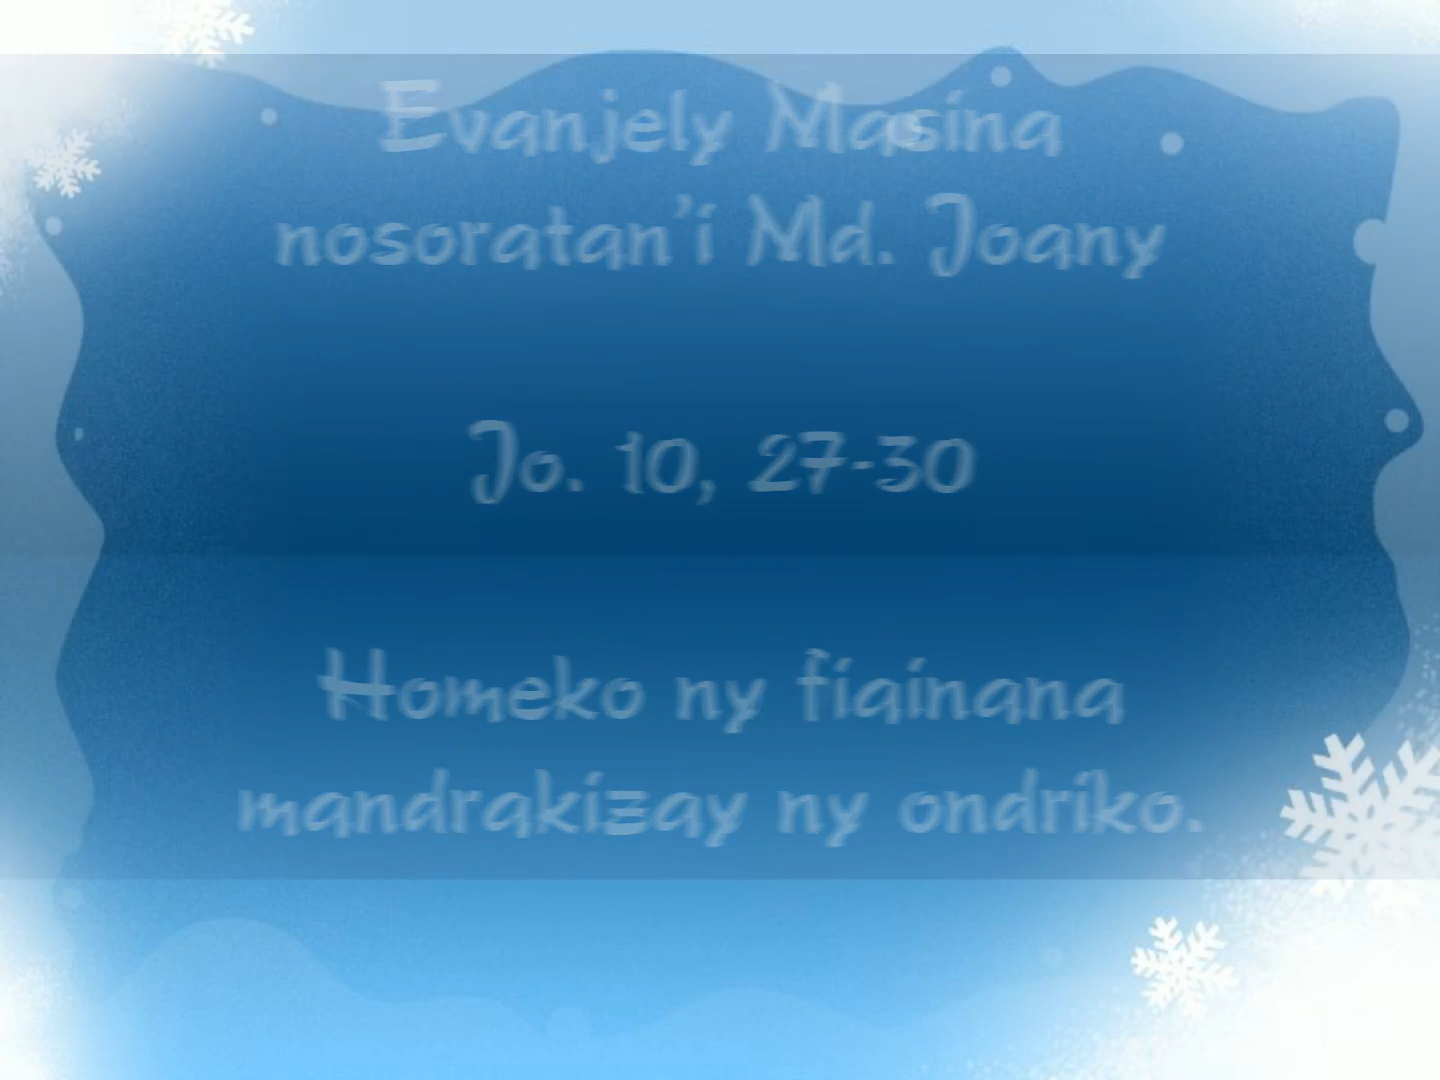 Evanjely Masina
nosoratan'i Md. Joany
Jo. 10, 27-30
Homeko ny fiainana
mandrakizay ny ondriko.